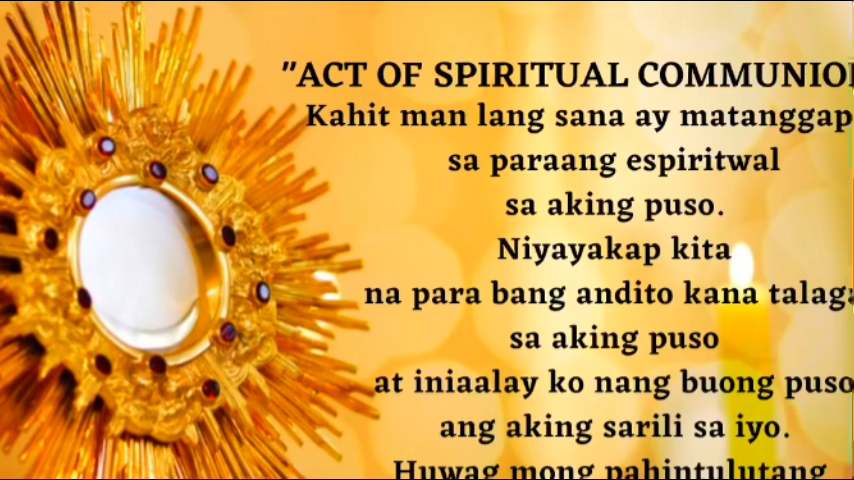 "ACT OF SPIRITUAL COMMUNIO
Kahit man lang sana ay matanggap
sa paraang espiritwal
sa aking puso.
Niyayakap kita
na para bang andito kana talaga
sa aking puso
at iniaalay ko nang buong puso
ang aking sarili sa iyo.
Huwag mong pahintulutang